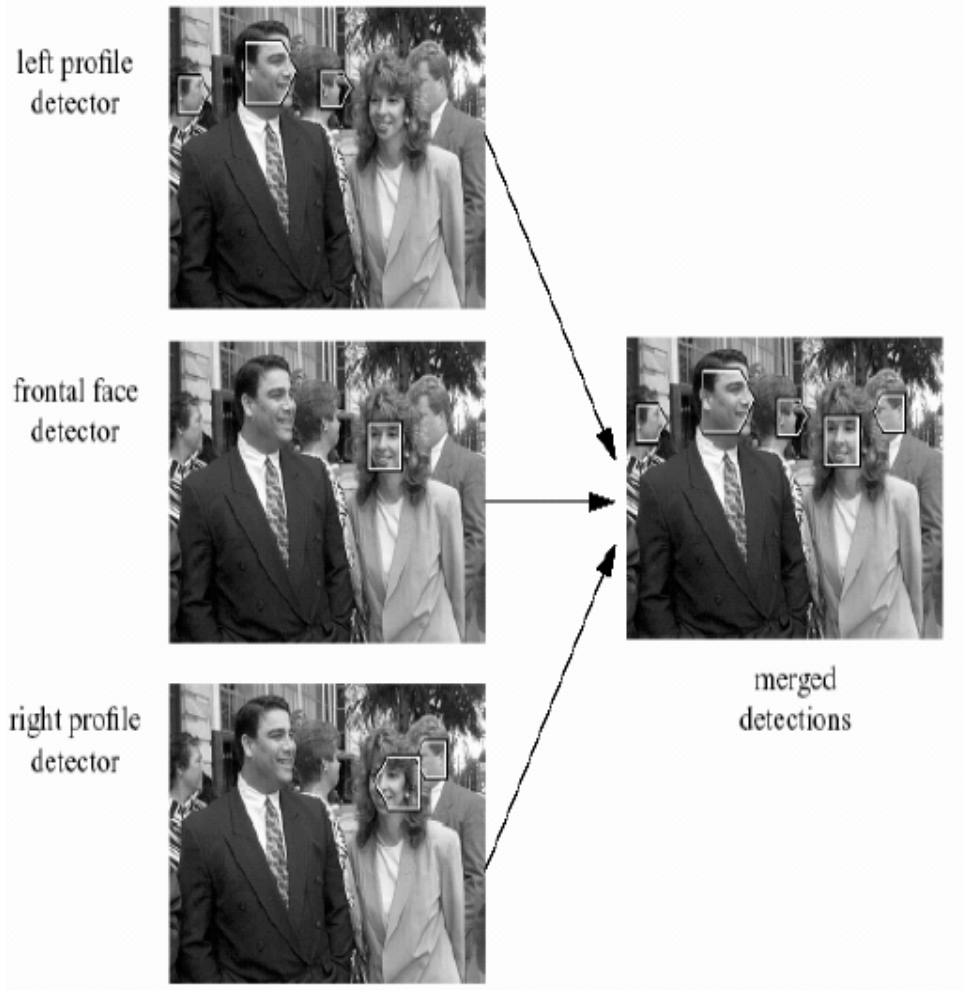 left profile
detector
frontal face
detector
right profile
detector
merged
detections